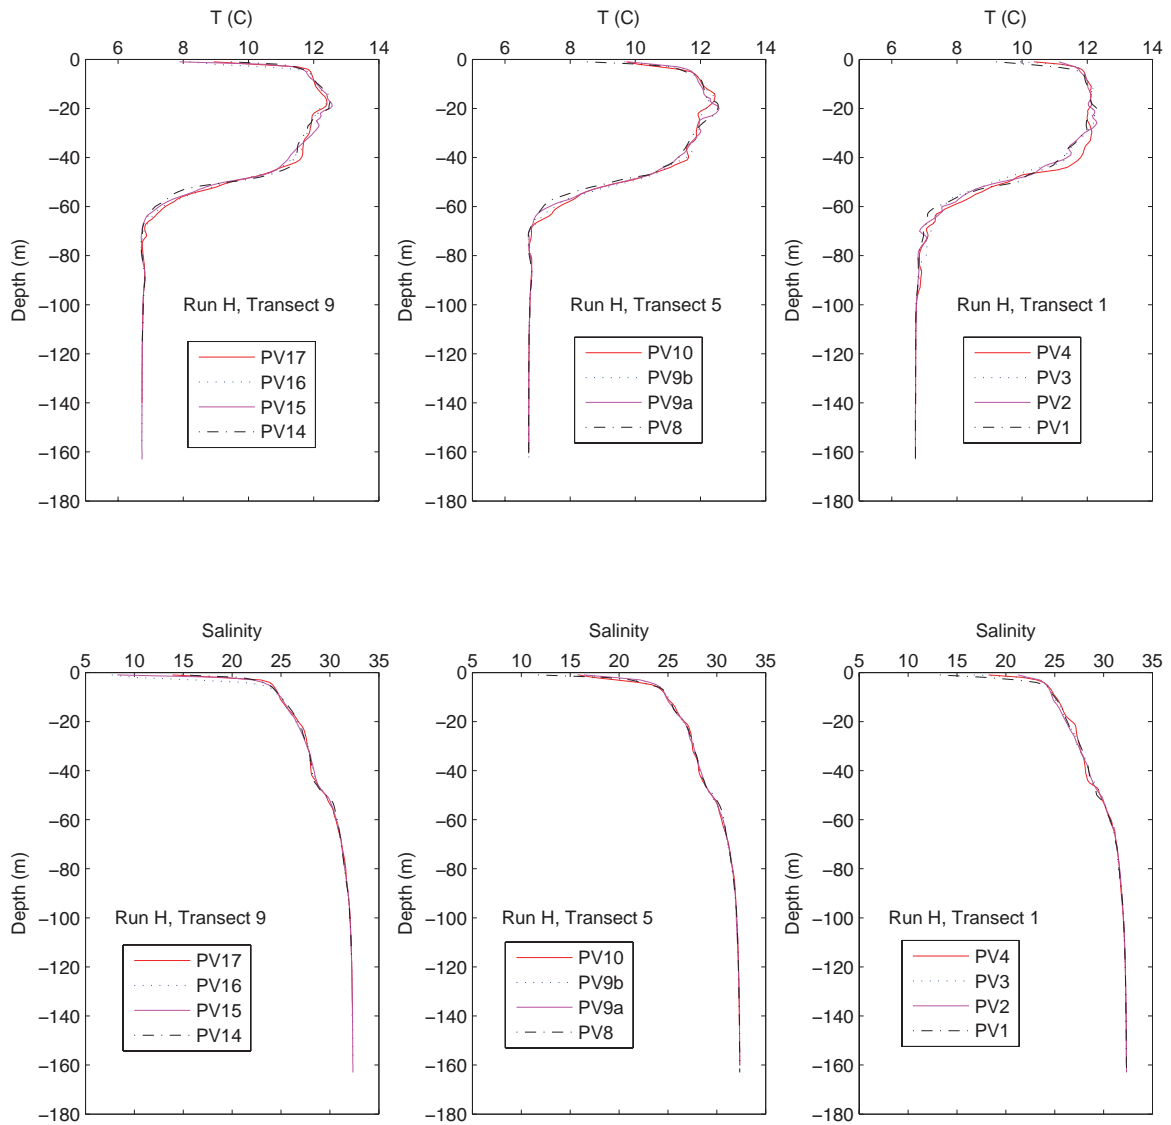 T (C)
6 8 10 12 14
0
−20
−40
−60
−80
−100
−120
−140
−160
−180
Depth (m)
Run H, Transect 9
PV17
PV16
PV15
PV14
T (C)
6 8 10 12 14
0
−20
−40
−60
−80
−100
−120
−140
−160
−180
Depth (m)
Run H, Transect 5
PV10
PV9b
PV9a
PV8
T (C)
6 8 10 12 14
0
−20
−40
−60
−80
−100
−120
−140
−160
−180
Depth (m)
Run H, Transect 1
PV4
PV3
PV2
PV1
Salinity
5 10 15 20 25 30 35
0
−20
−40
−60
−80
−100
−120
−140
−160
−180
Depth (m)
Run H, Transect 9
PV17
PV16
PV15
PV14
Salinity
5 10 15 20 25 30 35
0
−20
−40
−60
−80
−100
−120
−140
−160
−180
Depth (m)
Run H, Transect 5
PV10
PV9b
PV9a
PV8
Salinity
5 10 15 20 25 30 35
0
−20
−40
−60
−80
−100
−120
−140
−160
−180
Depth (m)
Run H, Transect 1
PV4
PV3
PV2
PV1